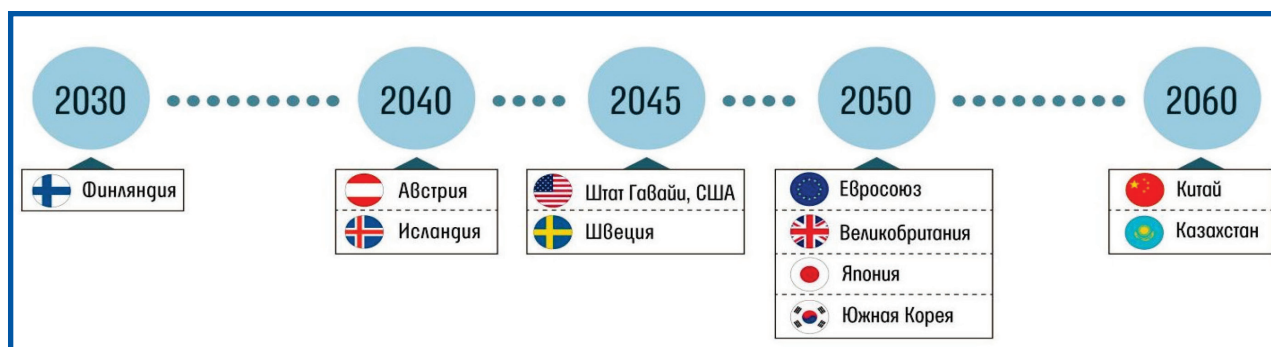 2030
2040
2045
2050
2060
Финляндия
Австрия
Исландия
Штат Гавайи, США
Швеция
Евросоюз
Великобритания
Япония
Южная Корея
Китай
Казахстан